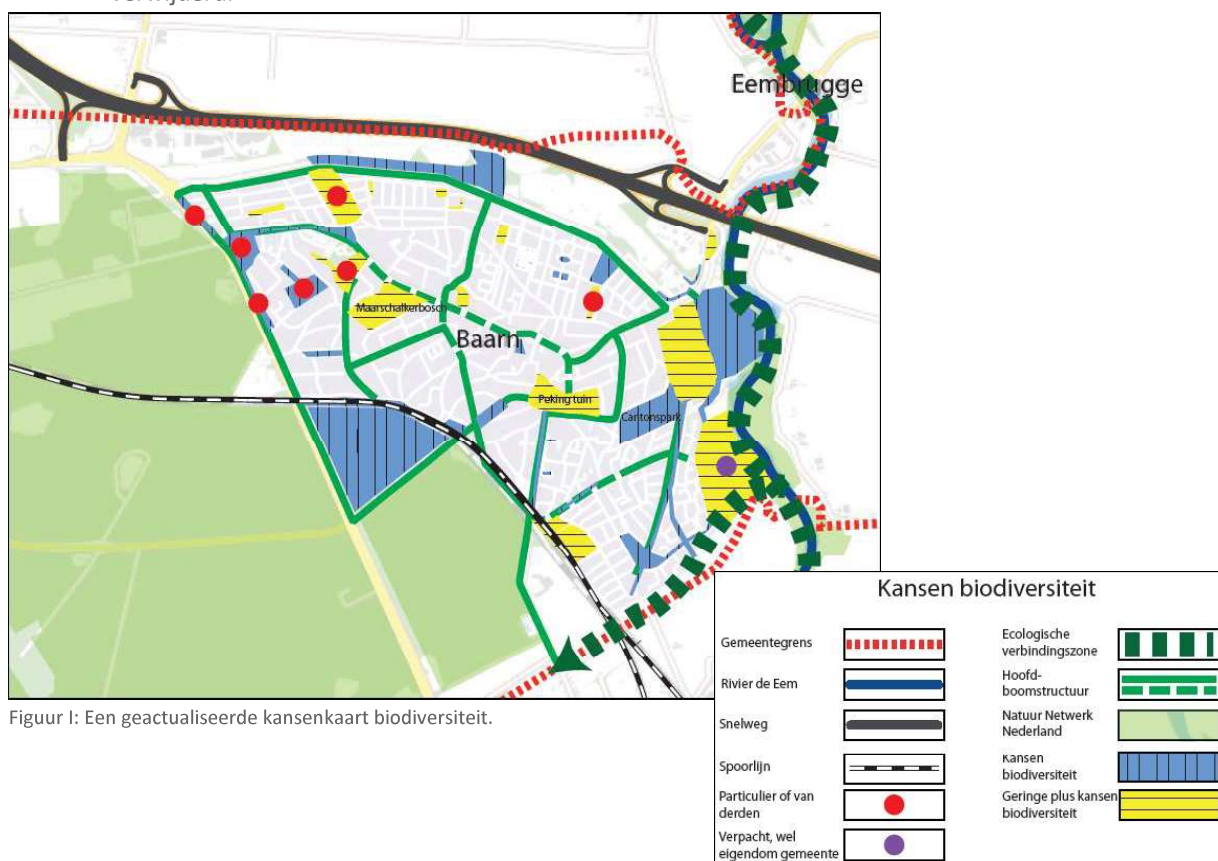 Eembrugge
Maarschalkerbosch
Baarn
Peking tuin
Cantonspark
Kansen biodiversiteit
Gemeentegrens
Rivier de Eem
Snelweg
Spoorlijn
Particulier of van
derden
Verpacht, wel
eigendom gemeente
Ecologische
verbindingszone
Hoofd-
boomstructuur
Natuur Netwerk
Nederland
Kansen
biodiversiteit
Geringe plus kansen
biodiversiteit
Figuur I: Een geactualiseerde kansenkaart biodiversiteit.